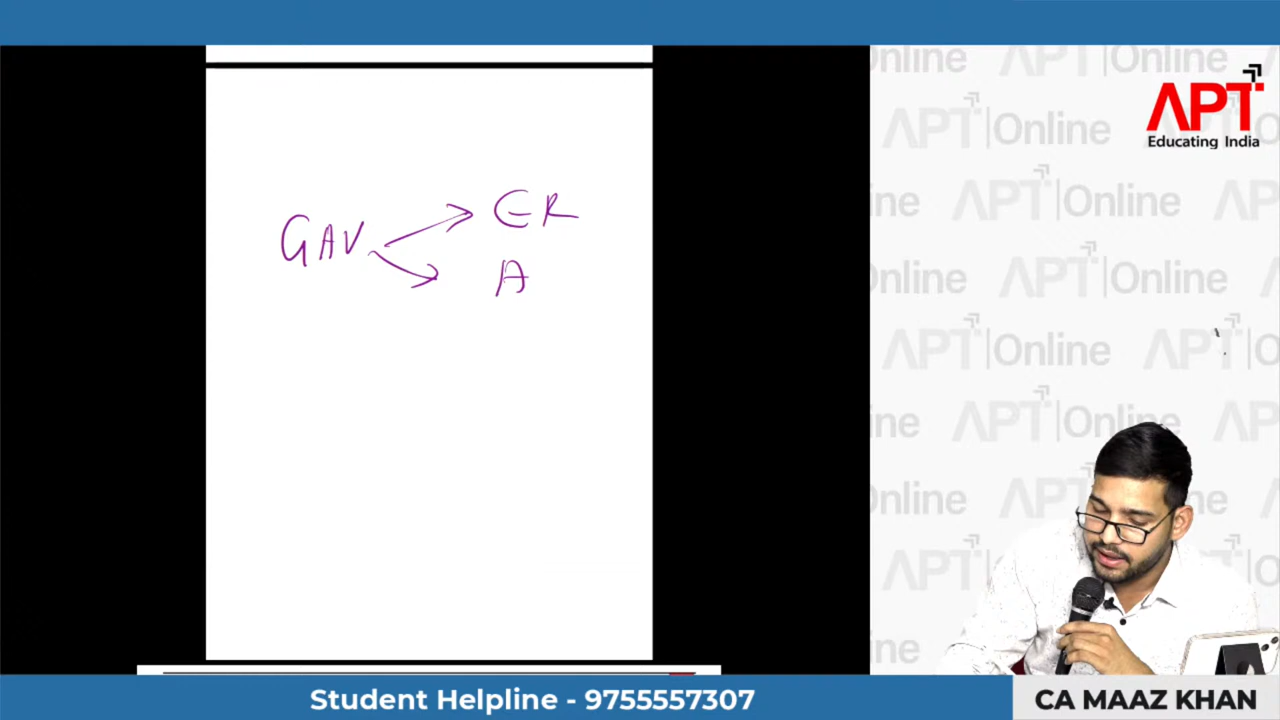 APT
Educating India
GAV
ER
A
APT|Online
Student Helpline - 9755557307
CA MAAZ KHAN